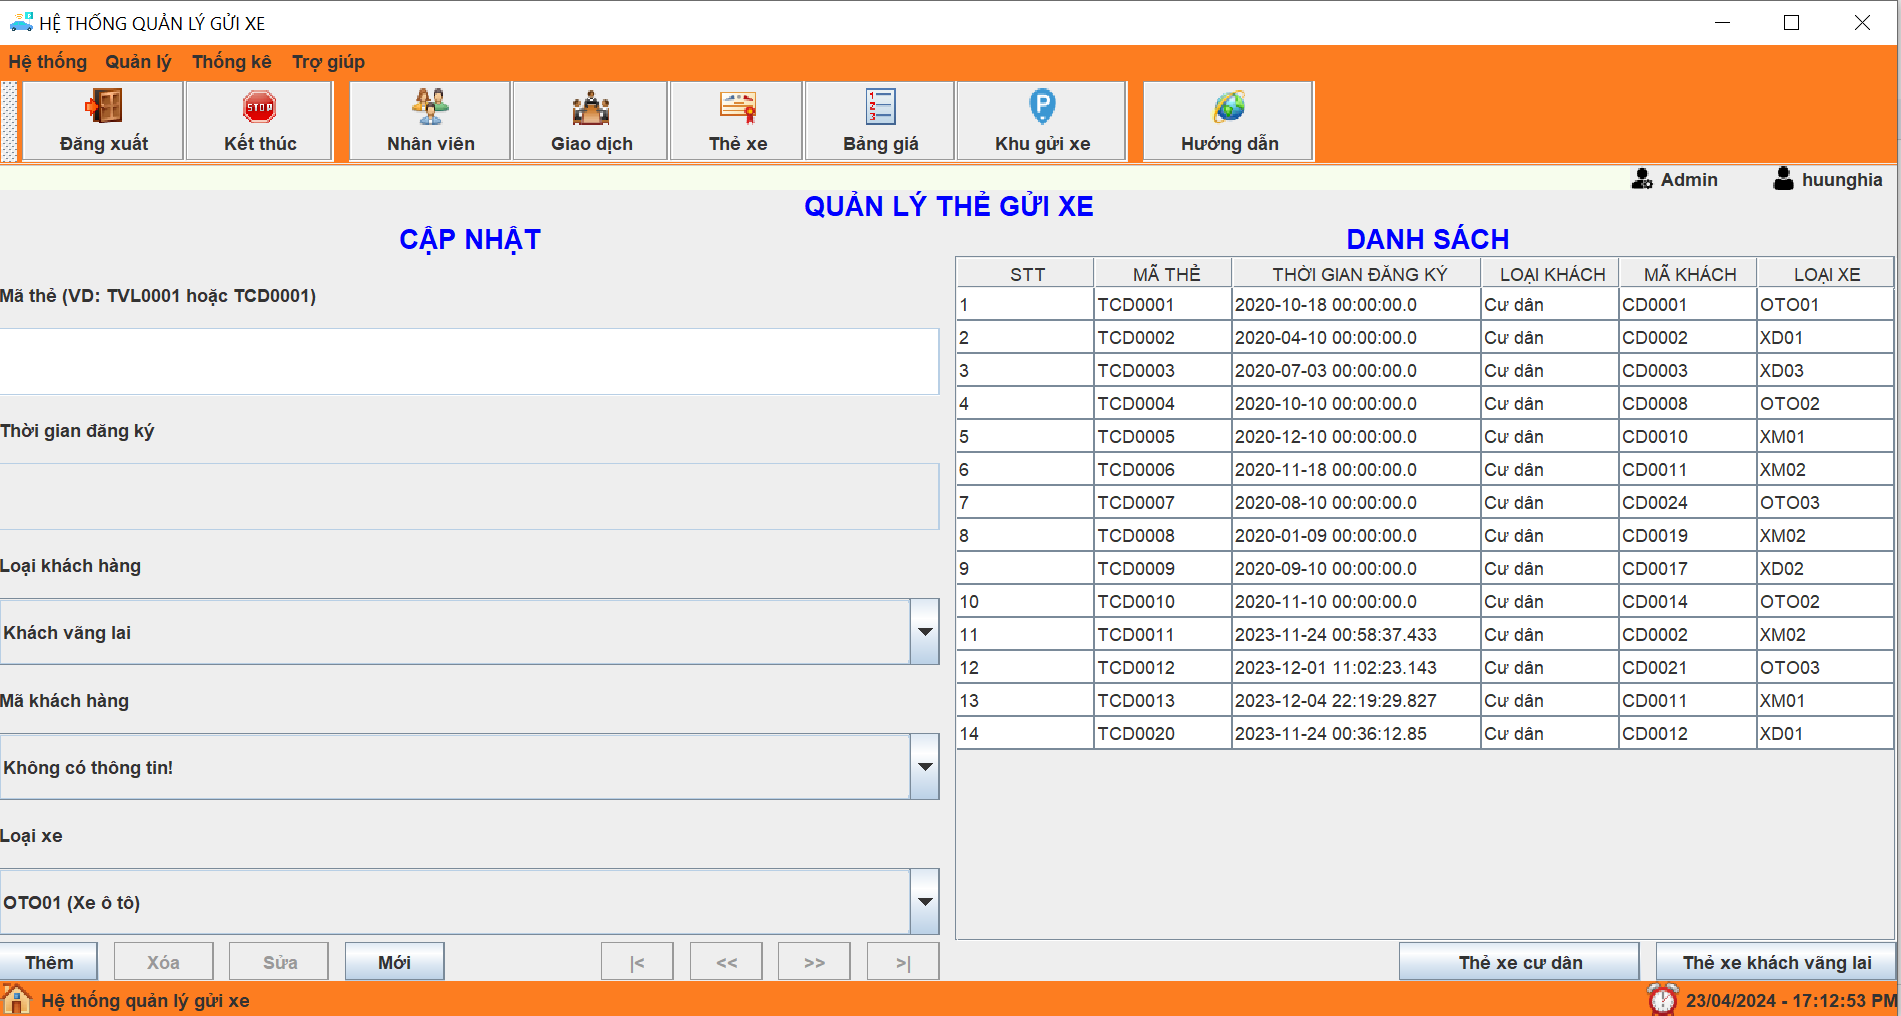 HỆ THỐNG QUẢN LÝ GỬI XE
Hệ thống Quản lý Thống kê Trợ giúp
Đăng xuất Kết thúc Nhân viên Giao dịch Thẻ xe Bảng giá Khu gửi xe Hướng dẫn
Admin huunghia
QUẢN LÝ THẺ GỬI XE
CẬP NHẬT
Mã thẻ (VD: TVL0001 hoặc TCD0001)
Thời gian đăng ký
Loại khách hàng
Khách vãng lai
Mã khách hàng
Không có thông tin!
Loại xe
OTO01 (Xe ô tô)
Thêm Xóa Sửa Mới |< << >> >|
DANH SÁCH
STT MÃ THẺ THỜI GIAN ĐĂNG KÝ LOẠI KHÁCH MÃ KHÁCH LOẠI XE
1 TCD0001 2020-10-18 00:00:00.0 Cư dân CD0001 OTO01
2 TCD0002 2020-04-10 00:00:00.0 Cư dân CD0002 XD01
3 TCD0003 2020-07-03 00:00:00.0 Cư dân CD0003 XD03
4 TCD0004 2020-10-10 00:00:00.0 Cư dân CD0008 OTO02
5 TCD0005 2020-12-10 00:00:00.0 Cư dân CD0010 XM01
6 TCD0006 2020-11-18 00:00:00.0 Cư dân CD0011 XM02
7 TCD0007 2020-08-10 00:00:00.0 Cư dân CD0024 OTO03
8 TCD0008 2020-01-09 00:00:00.0 Cư dân CD0019 XM02
9 TCD0009 2020-09-10 00:00:00.0 Cư dân CD0017 XD02
10 TCD0010 2020-11-10 00:00:00.0 Cư dân CD0014 OTO02
11 TCD0011 2023-11-24 00:58:37.433 Cư dân CD0002 XM02
12 TCD0012 2023-12-01 11:02:23.143 Cư dân CD0021 OTO03
13 TCD0013 2023-12-04 22:19:29.827 Cư dân CD0011 XM01
14 TCD0020 2023-11-24 00:36:12.85 Cư dân CD0012 XD01
Thẻ xe cư dân Thẻ xe khách vãng lai
Hệ thống quản lý gửi xe 23/04/2024 - 17:12:53 PM